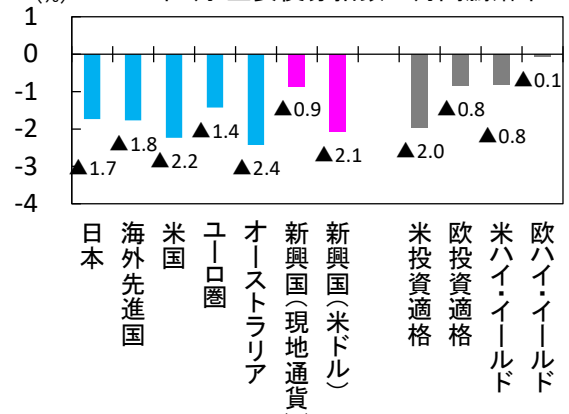 1
0
-1
-2
-3
-4
▲1.7
▲1.8
▲2.2
▲1.4
▲2.4
▲0.9
▲2.1
▲2.0
▲0.8
▲0.8
▲0.1
日本
海外先進国
米国
ユーロ圏
オーストラリア
新興国(現地通貨
新興国(米ドル)
米投資適格
欧投資適格
米ハイ・イールド
欧ハイ・イールド